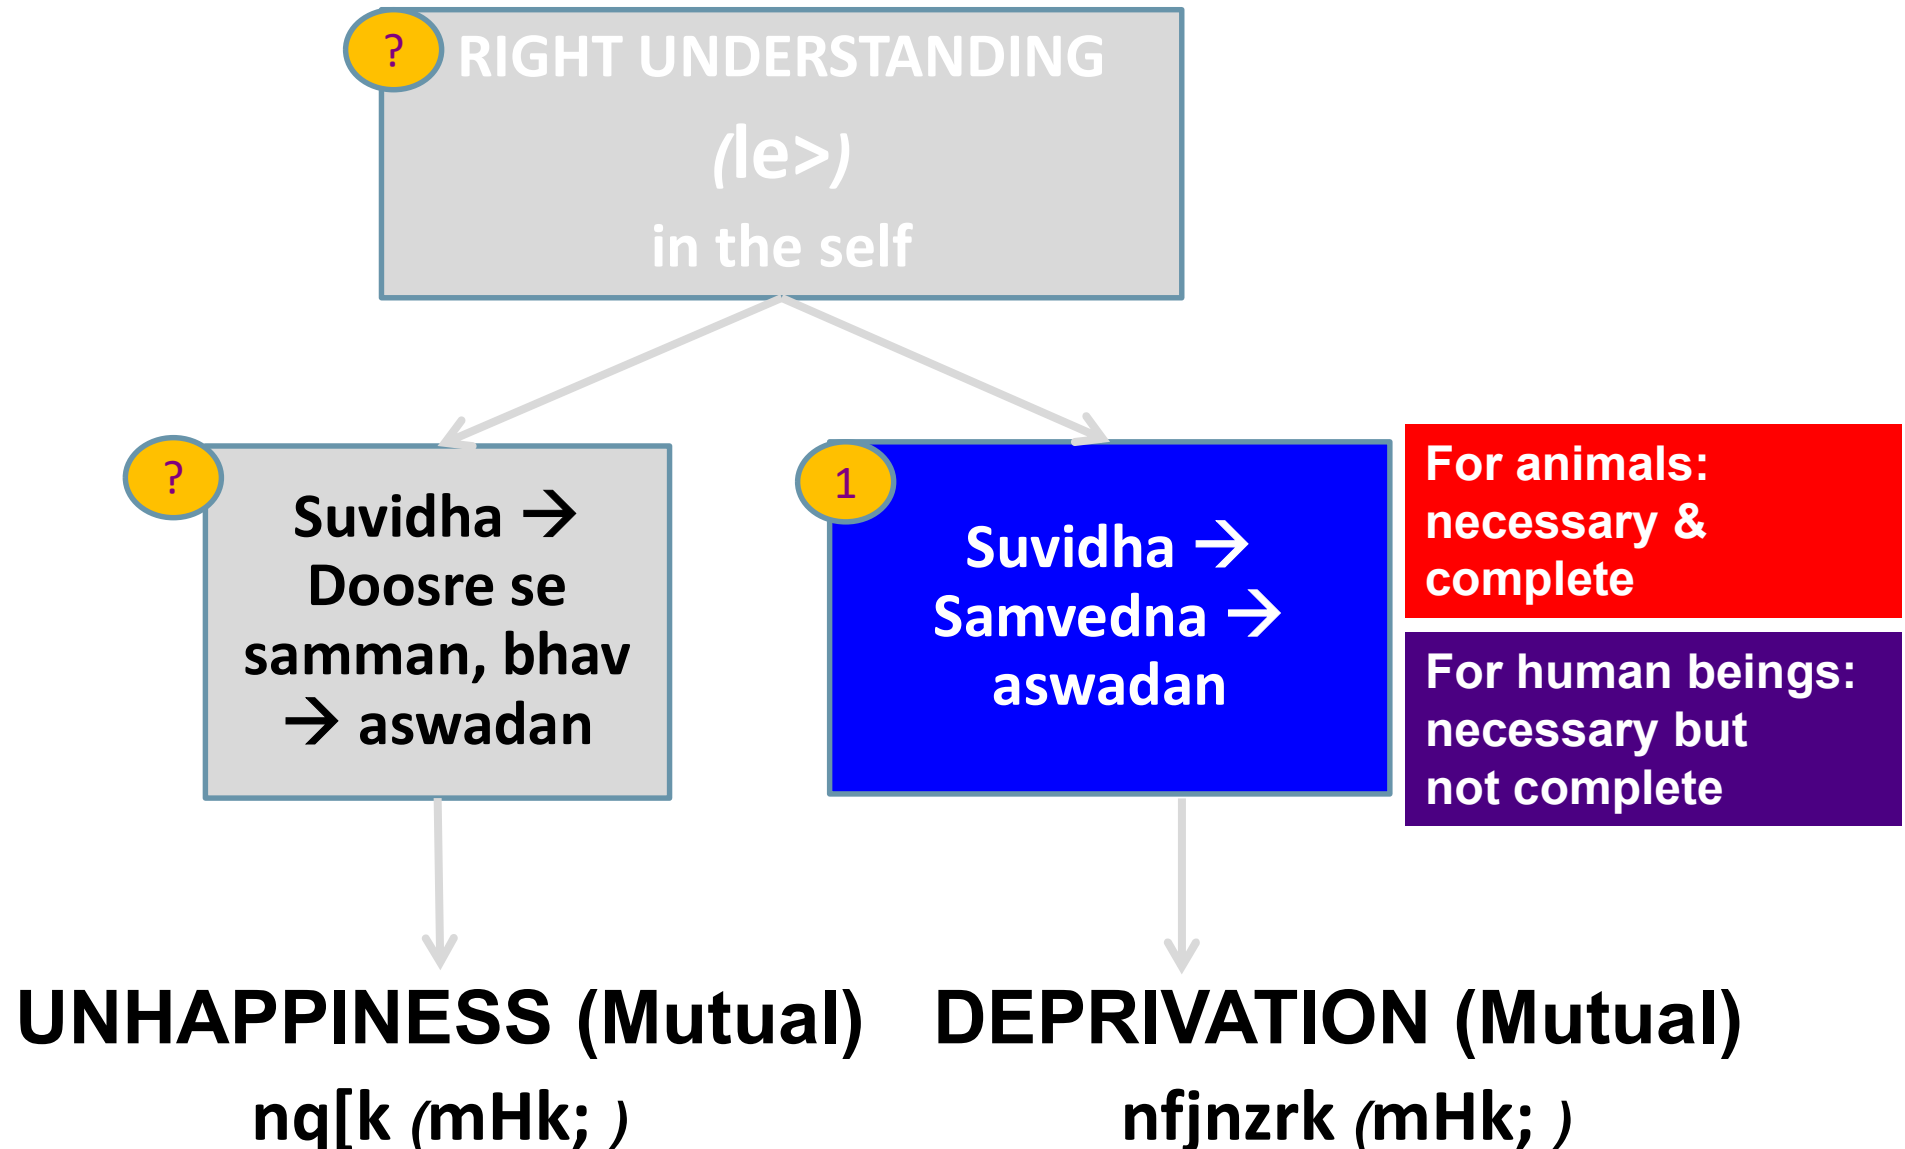 ?
RIGHT UNDERSTANDING
(le>)
in the self
?
Suvidha →
Doosre se
samman, bhav
→ aswadan
1
Suvidha →
Samvedna →
aswadan
For animals:
necessary &
complete
For human beings:
necessary but
not complete
UNHAPPINESS (Mutual)
nq[k (mHk; )
DEPRIVATION (Mutual)
nfjnzrk (mHk; )